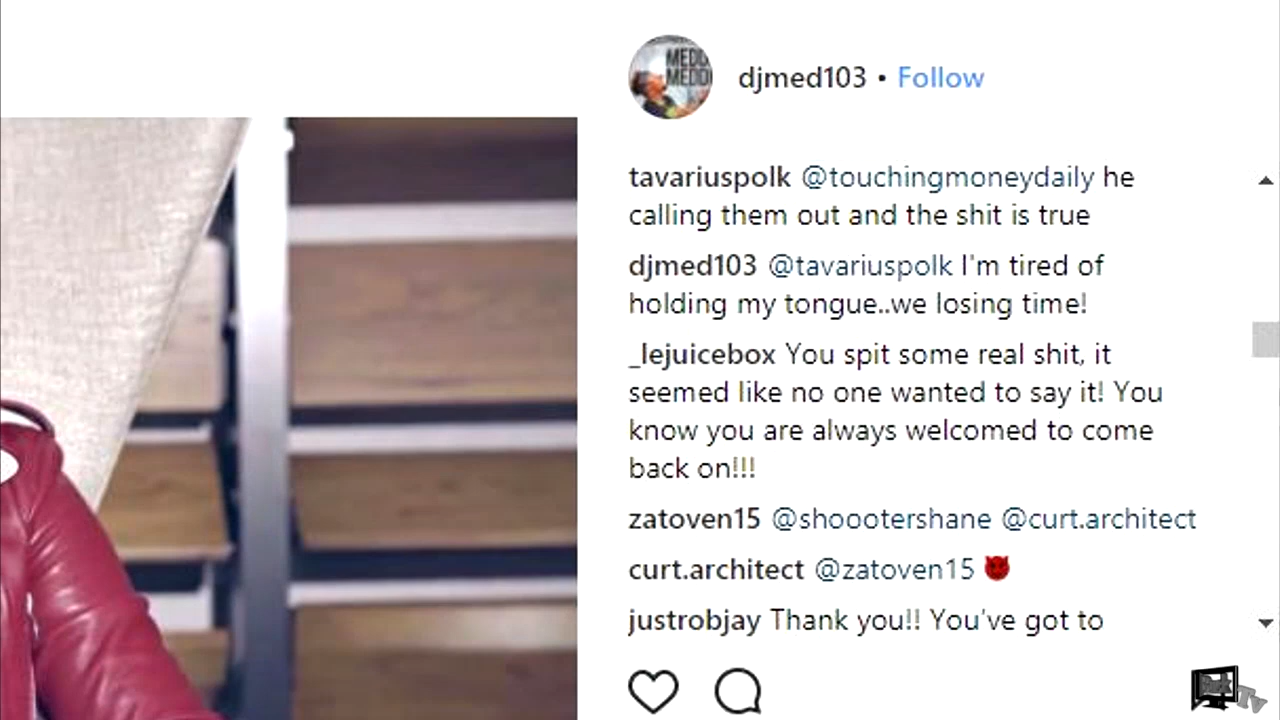 MEDD
MEDD
djmed103 • Follow
tavariuspolk @touchingmoneydaily he
calling them out and the shit is true
djmed103 @tavariuspolk I'm tired of
holding my tongue..we losing time!
_lejuicebox You spit some real shit, it
seemed like no one wanted to say it! You
know you are always welcomed to come
back on!!!
zatoven15 @shoootershane @curt.architect
curt.architect @zatoven15 😈
justrobjay Thank you!! You've got to